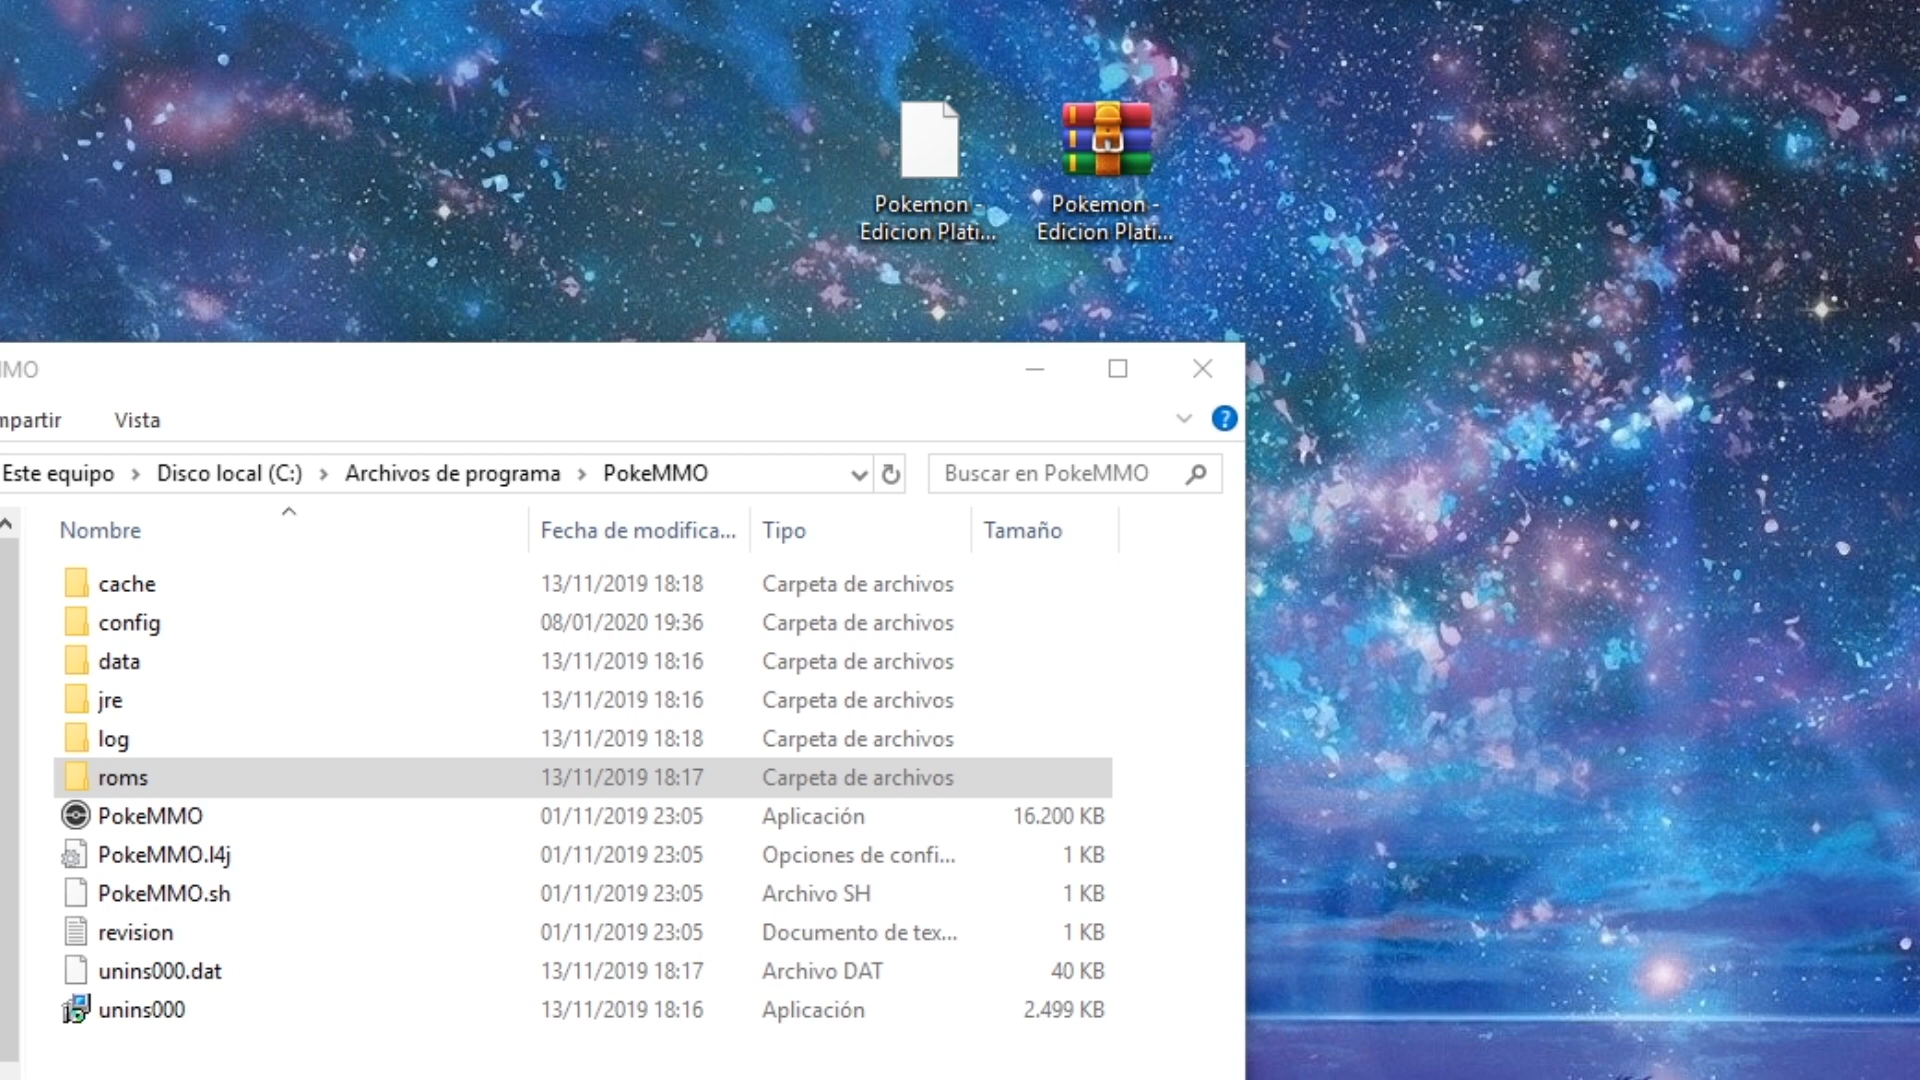 Pokemon -
Edicion Plati...
Pokemon -
Edicion Plati...
MMO
mpartir Vista
?
Este equipo > Disco local (C:) > Archivos de programa > PokeMMO
Buscar en PokeMMO
Nombre Fecha de modifica... Tipo Tamaño
cache 13/11/2019 18:18 Carpeta de archivos
config 08/01/2020 19:36 Carpeta de archivos
data 13/11/2019 18:16 Carpeta de archivos
jre 13/11/2019 18:16 Carpeta de archivos
log 13/11/2019 18:18 Carpeta de archivos
roms 13/11/2019 18:17 Carpeta de archivos
PokeMMO 01/11/2019 23:05 Aplicación 16.200 KB
PokeMMO.l4j 01/11/2019 23:05 Opciones de confi... 1 KB
PokeMMO.sh 01/11/2019 23:05 Archivo SH 1 KB
revision 01/11/2019 23:05 Documento de tex... 1 KB
unins000.dat 13/11/2019 18:17 Archivo DAT 40 KB
unins000 13/11/2019 18:16 Aplicación 2.499 KB